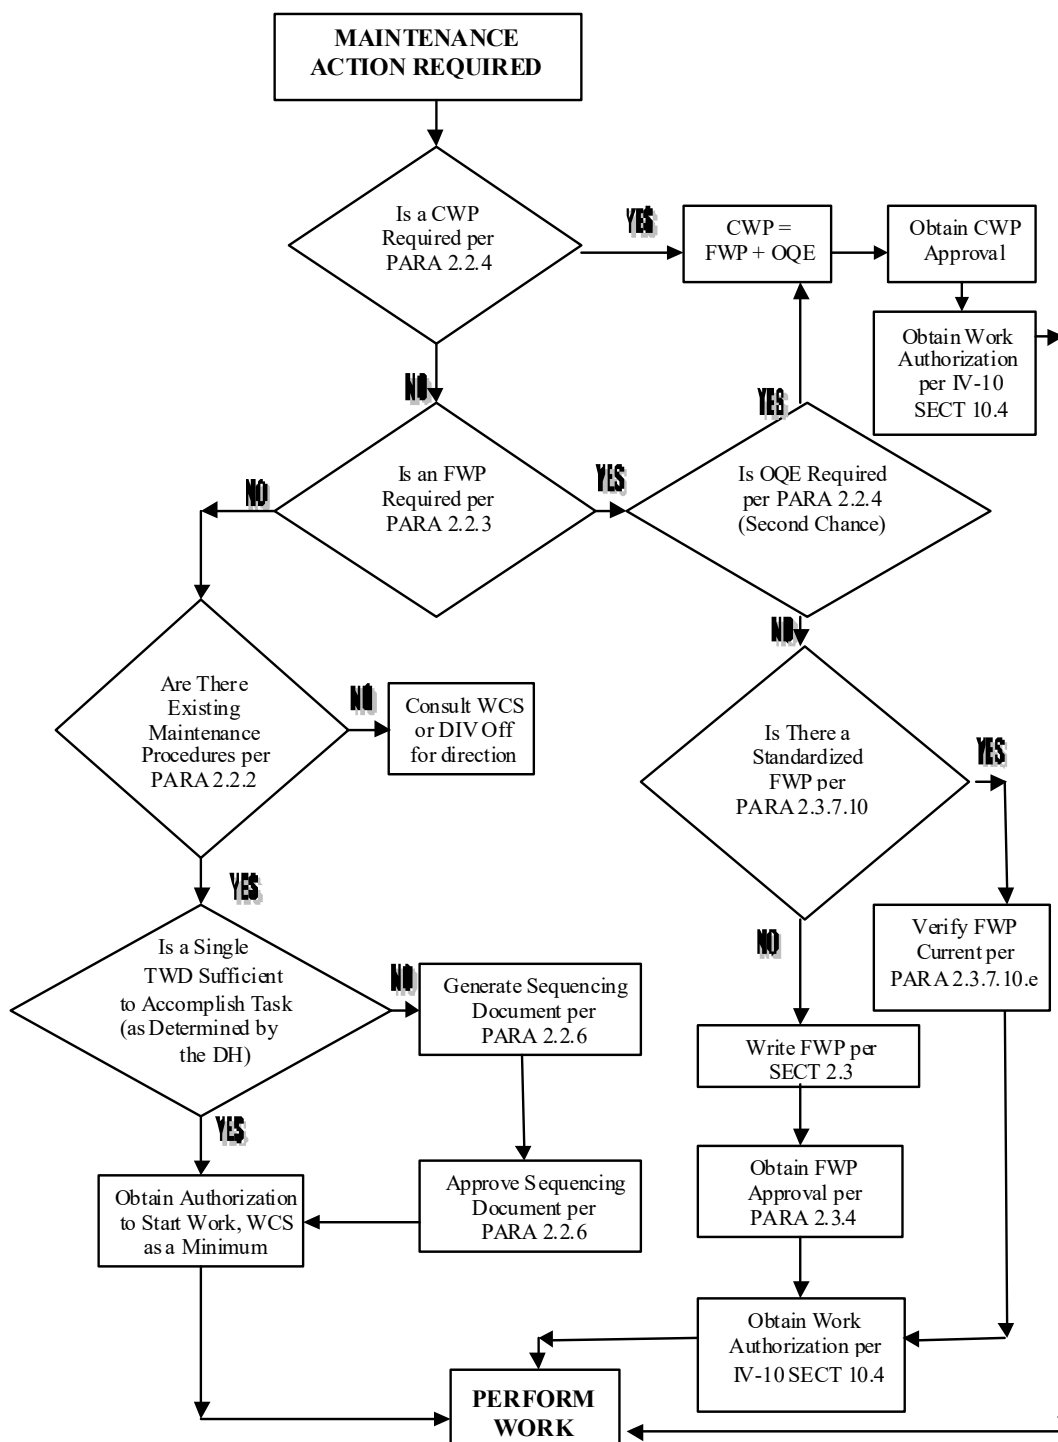 MAINTENANCE
ACTION REQUIRED
Is a CWP
Required per
PARA 2.2.4
YES
CWP =
FWP + OQE
Obtain CWP
Approval
Obtain Work
Authorization
per IV-10
SECT 10.4
NO
YES
Is an FWP
Required per
PARA 2.2.3
NO
YES
Is OQE Required
per PARA 2.2.4
(Second Chance)
NO
Are There
Existing
Maintenance
Procedures per
PARA 2.2.2
NO
Consult WCS
or DIV Off
for direction
Is There a
Standardized
FWP per
PARA 2.3.7.10
YES
YES
Is a Single
TWD Sufficient
to Accomplish Task
(as Determined by
the DH)
NO
Generate Sequencing
Document per
PARA 2.2.6
NO
Verify FWP
Current per
PARA 2.3.7.10.e
Write FWP per
SECT 2.3
YES
Obtain Authorization
to Start Work, WCS
as a Minimum
Approve Sequencing
Document per
PARA 2.2.6
Obtain FWP
Approval per
PARA 2.3.4
Obtain Work
Authorization per
IV-10 SECT 10.4
PERFORM
WORK